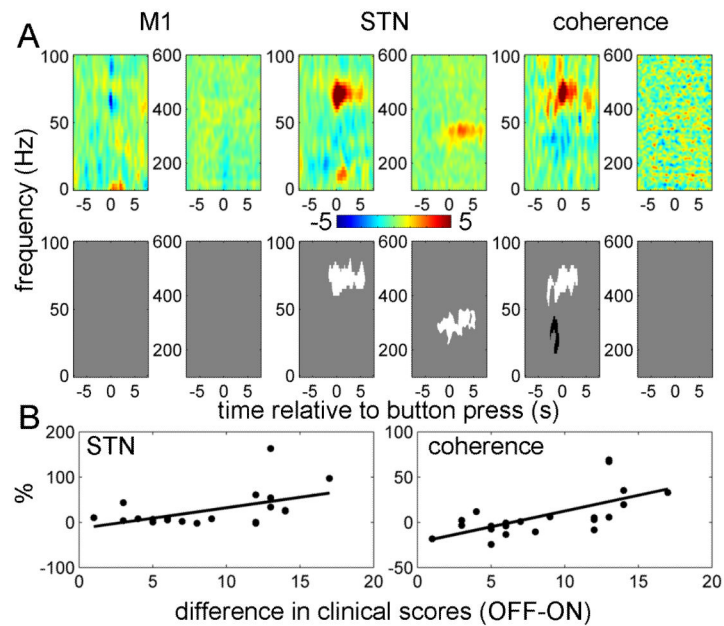 M1 STN coherence
A
frequency (Hz)
100 600 100 600 100 600
50 400 50 400 50 400
200 200 200
0 0 0
-5 0 5 -5 0 5 -5 0 5 -5 0 5 -5 0 5 -5 0 5
-5 5
100 600 100 600 100 600
50 400 50 400 50 400
200 200 200
0 0 0
-5 0 5 -5 0 5 -5 0 5 -5 0 5 -5 0 5 -5 0 5
time relative to button press (s)
B
%
STN coherence
200 100
100 50
0 0
-100 -50
0 5 10 15 20 0 5 10 15 20
difference in clinical scores (OFF-ON)